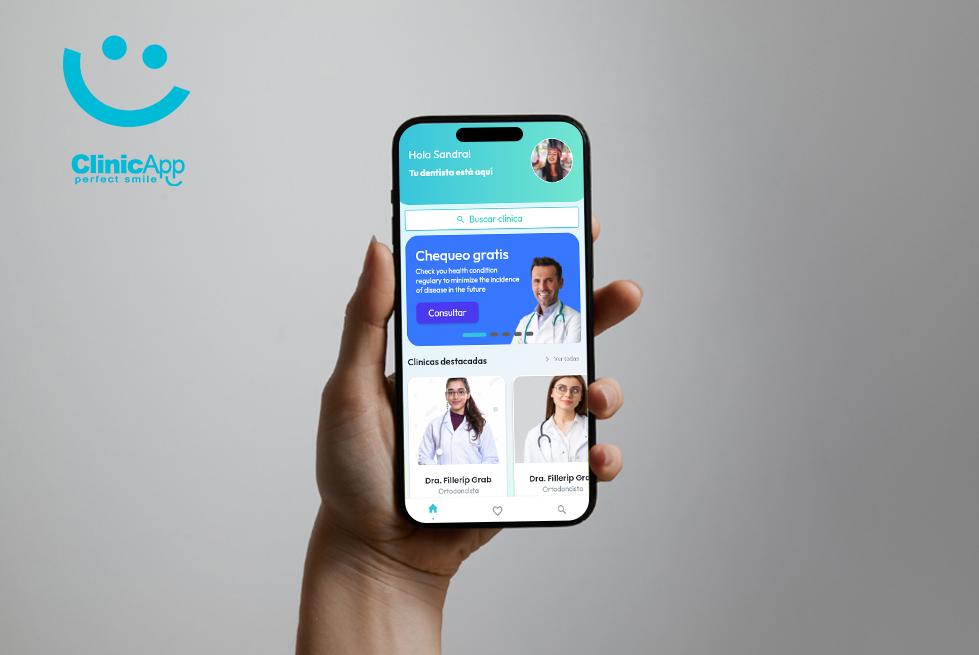 ClinicApp
perfect smile
Hola Sandra!
Tu dentista está aquí
Buscar clinica
Chequeo gratis
Check you health condition
regulary to minimize the incidence
of disease in the future
Consultar
Clinicas destacadas
Ver todas
Dra. Fillerip Grab
Ortodoncista
Dra. Fillerip Gra
Ortodoncista